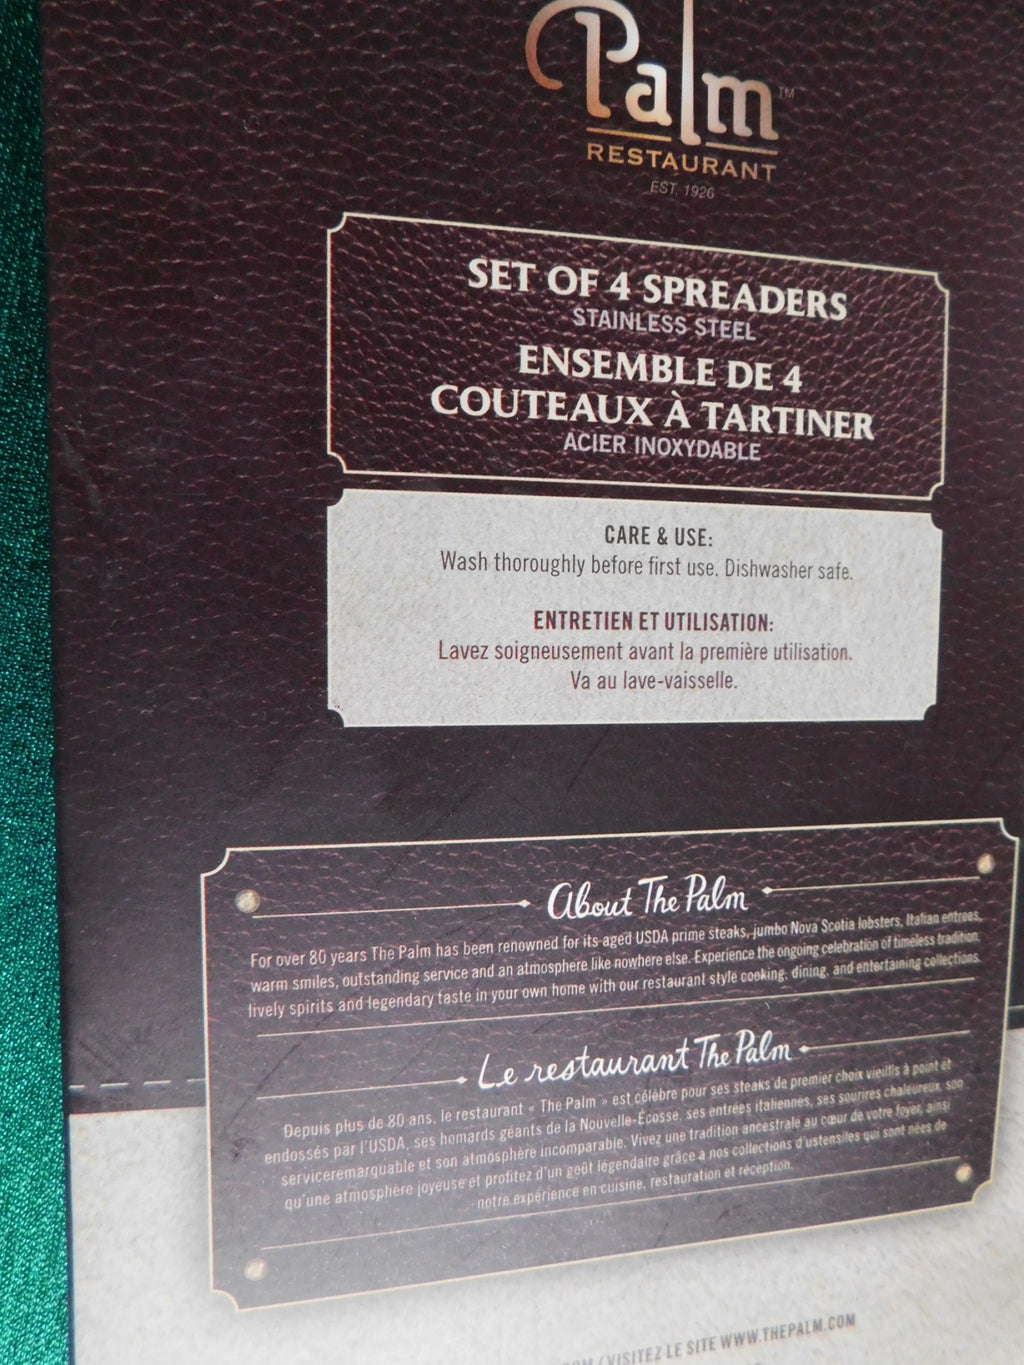 Palm™
RESTAURANT
EST. 1926
SET OF 4 SPREADERS
STAINLESS STEEL
ENSEMBLE DE 4
COUTEAUX À TARTINER
ACIER INOXYDABLE
CARE & USE:
Wash thoroughly before first use. Dishwasher safe.
ENTRETIEN ET UTILISATION:
Lavez soigneusement avant la première utilisation.
Va au lave-vaisselle.
About The Palm
For over 80 years The Palm has been renowned for its aged USDA prime steaks, jumbo Nova Scotia lobsters, Italian entrees,
warm smiles, outstanding service and an atmosphere like nowhere else. Experience the ongoing celebration of timeless tradition,
lively spirits and legendary taste in your own home with our restaurant style cooking, dining, and entertaining collections.
Le restaurant The Palm
Depuis plus de 80 ans, le restaurant « The Palm » est célèbre pour ses steaks de premier choix vieillis à point et
endossés par l'USDA, ses homards géants de la Nouvelle-Écosse, ses entrées italiennes, ses sourires chaleureux, son
serviceremarquable et son atmosphère incomparable. Vivez une tradition ancestrale au cœur de votre foyer, ainsi
qu'une atmosphère joyeuse et profitez d'un goût légendaire grâce a nos collections d'ustensiles qui sont nées de
notre expérience en cuisine, restauration et réception.
/ VISITEZ LE SITE WWW.THEPALM.COM